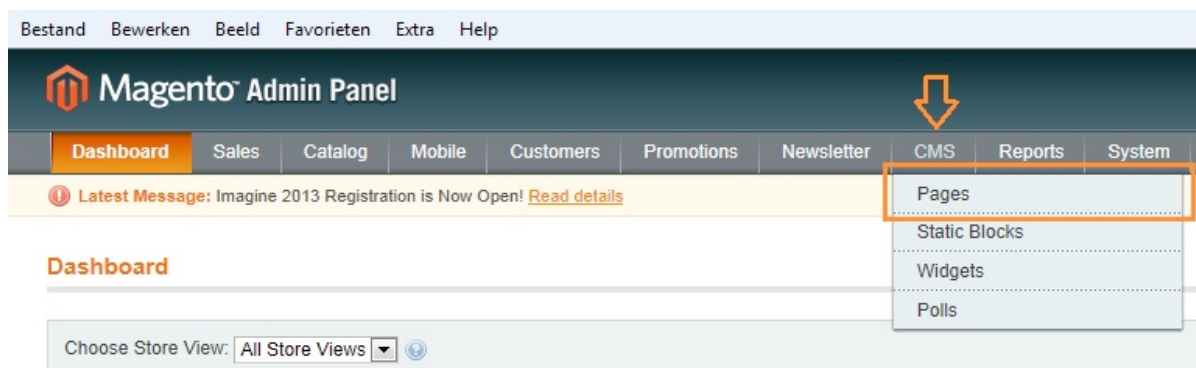 Bestand Bewerken Beeld Favorieten Extra Help
Magento™ Admin Panel
Dashboard Sales Catalog Mobile Customers Promotions Newsletter CMS Reports System
Latest Message: Imagine 2013 Registration is Now Open! Read details
Pages
Static Blocks
Widgets
Polls
Dashboard
Choose Store View: All Store Views